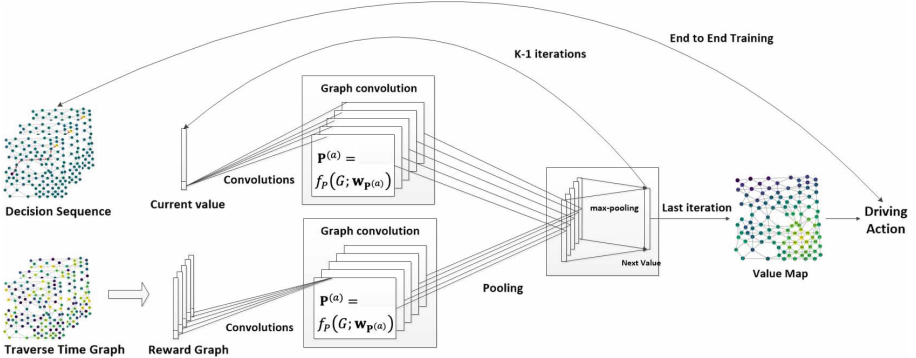 End to End Training
K-1 iterations
Graph convolution
P⁽ᵃ⁾ =
f_P(G; w_P⁽ᵃ⁾)
Convolutions
Decision Sequence
Current value
max-pooling
Last iteration
Driving
Action
Next Value
Value Map
Graph convolution
P⁽ᵃ⁾ =
f_P(G; w_P⁽ᵃ⁾)
Pooling
Convolutions
Traverse Time Graph
Reward Graph